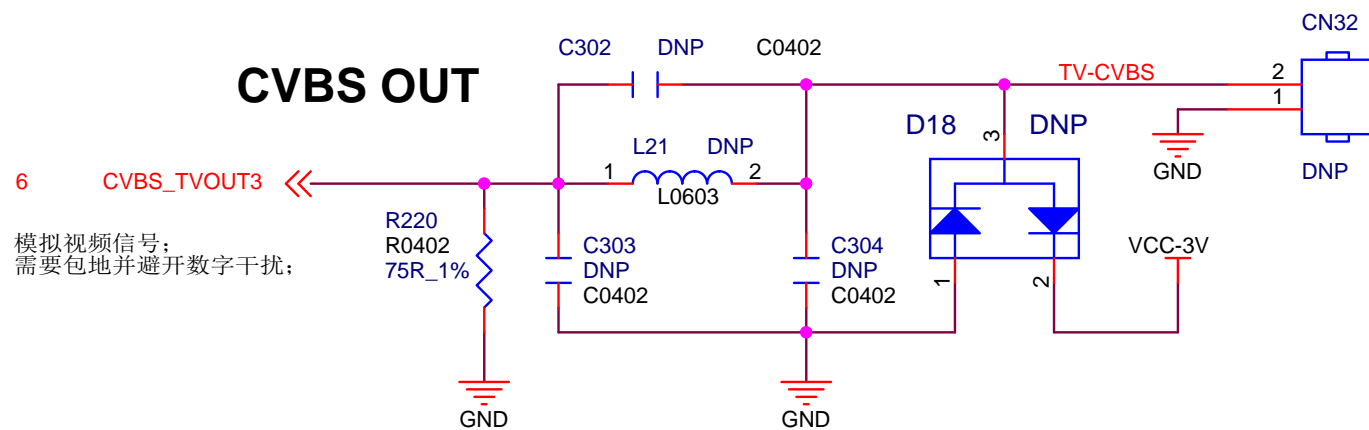 CVBS OUT
C302 DNP C0402
CN32
TV-CVBS
2
1
GND
DNP
D18 DNP
3
1
2
VCC-3V
6 CVBS_TVOUT3
L21 DNP
1 2
L0603
模拟视频信号;
需要包地并避开数字干扰;
R220
R0402
75R_1%
C303
DNP
C0402
C304
DNP
C0402
GND
GND